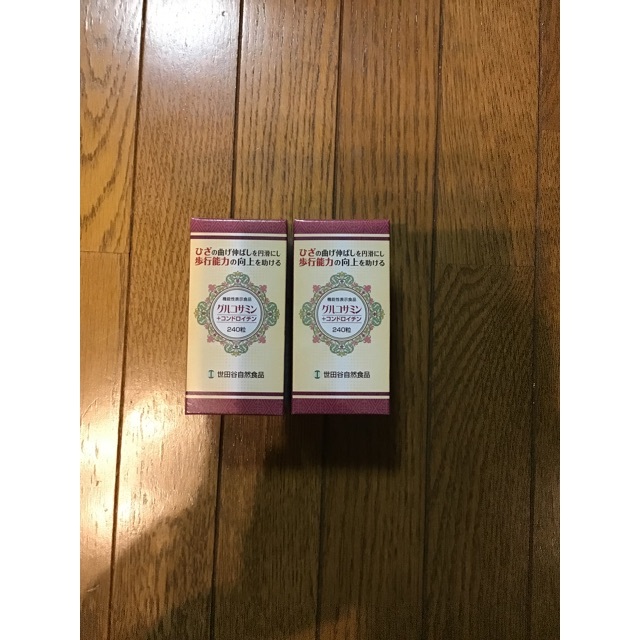 ひざの曲げ伸ばしを円滑にし
歩行能力の向上を助ける
機能性表示食品
グルコサミン
+コンドロイチン
240粒
世田谷自然食品
ひざの曲げ伸ばしを円滑にし
歩行能力の向上を助ける
機能性表示食品
グルコサミン
+コンドロイチン
240粒
世田谷自然食品